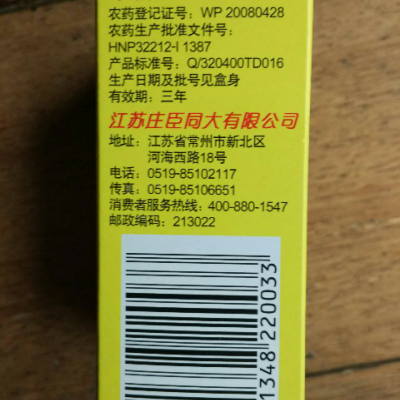 农药登记证号：WP 20080428
农药生产批准文件号：
HNP32212-I 1387
产品标准号：Q/320400TD016
生产日期及批号见盒身
有效期：三年
江苏庄臣同大有限公司
地址：江苏省常州市新北区
河海西路18号
电话：0519-85102117
传真：0519-85106651
消费者服务热线：400-880-1547
邮政编码：213022
1348220033